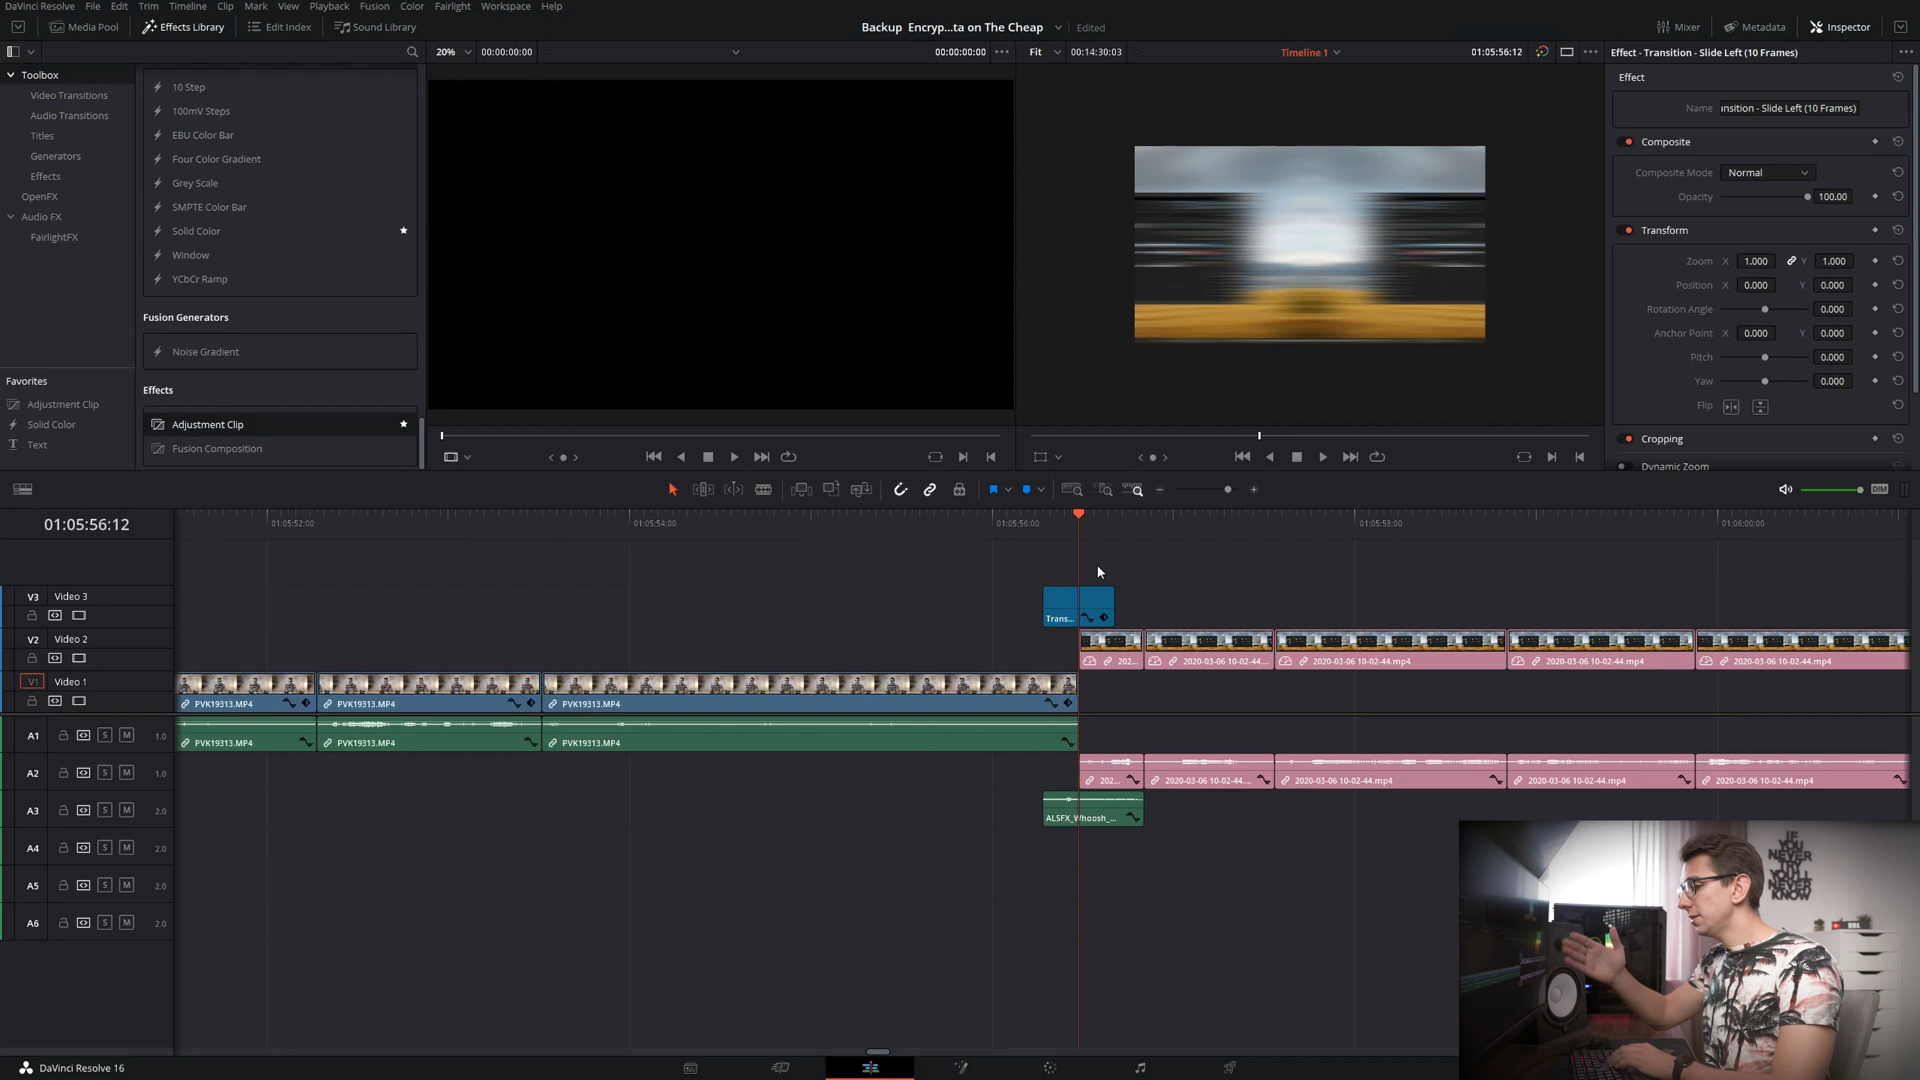 DaVinci Resolve File Edit Trim Timeline Clip Mark View Playback Fusion Color Fairlight Workspace Help
Media Pool Effects Library Edit Index Sound Library Backup Encryp...ta on The Cheap Edited Mixer Metadata Inspector
20% 00:00:00:00 00:00:00:00 Fit 00:14:30:03 Timeline 1 01:05:56:12 Effect - Transition - Slide Left (10 Frames)
Toolbox
Video Transitions
Audio Transitions
Titles
Generators
Effects
OpenFX
Audio FX
FairlightFX
Favorites
Adjustment Clip
Solid Color
Text
10 Step
100mV Steps
EBU Color Bar
Four Color Gradient
Grey Scale
SMPTE Color Bar
Solid Color
Window
YCbCr Ramp
Fusion Generators
Noise Gradient
Effects
Adjustment Clip
Fusion Composition
Effect
Name nsition - Slide Left (10 Frames)
Composite
Composite Mode Normal
Opacity 100.00
Transform
Zoom X 1.000 Y 1.000
Position X 0.000 Y 0.000
Rotation Angle 0.000
Anchor Point X 0.000 Y 0.000
Pitch 0.000
Yaw 0.000
Flip
Cropping
Dynamic Zoom
DIM
01:05:56:12 01:05:52:00 01:05:54:00 01:05:56:00 01:05:58:00 01:06:00:00
V3 Video 3
Trans...
V2 Video 2
202... 2020-03-06 10-02-44.... 2020-03-06 10-02-44.mp4 2020-03-06 10-02-44.mp4 2020-03-06 10-02-44.mp4
V1 Video 1
PVK19313.MP4 PVK19313.MP4 PVK19313.MP4
A1 S M 1.0
PVK19313.MP4 PVK19313.MP4 PVK19313.MP4
A2 S M 1.0
202... 2020-03-06 10-02-44.... 2020-03-06 10-02-44.mp4 2020-03-06 10-02-44.mp4 2020-03-06 10-02-44.mp4
A3 S M 2.0
ALSFX_Whoosh_...
A4 S M 2.0
A5 S M 2.0
A6 S M 2.0
IF
YOU
NEVER
TRY
YOU'LL
NEVER
KNOW
DaVinci Resolve 16